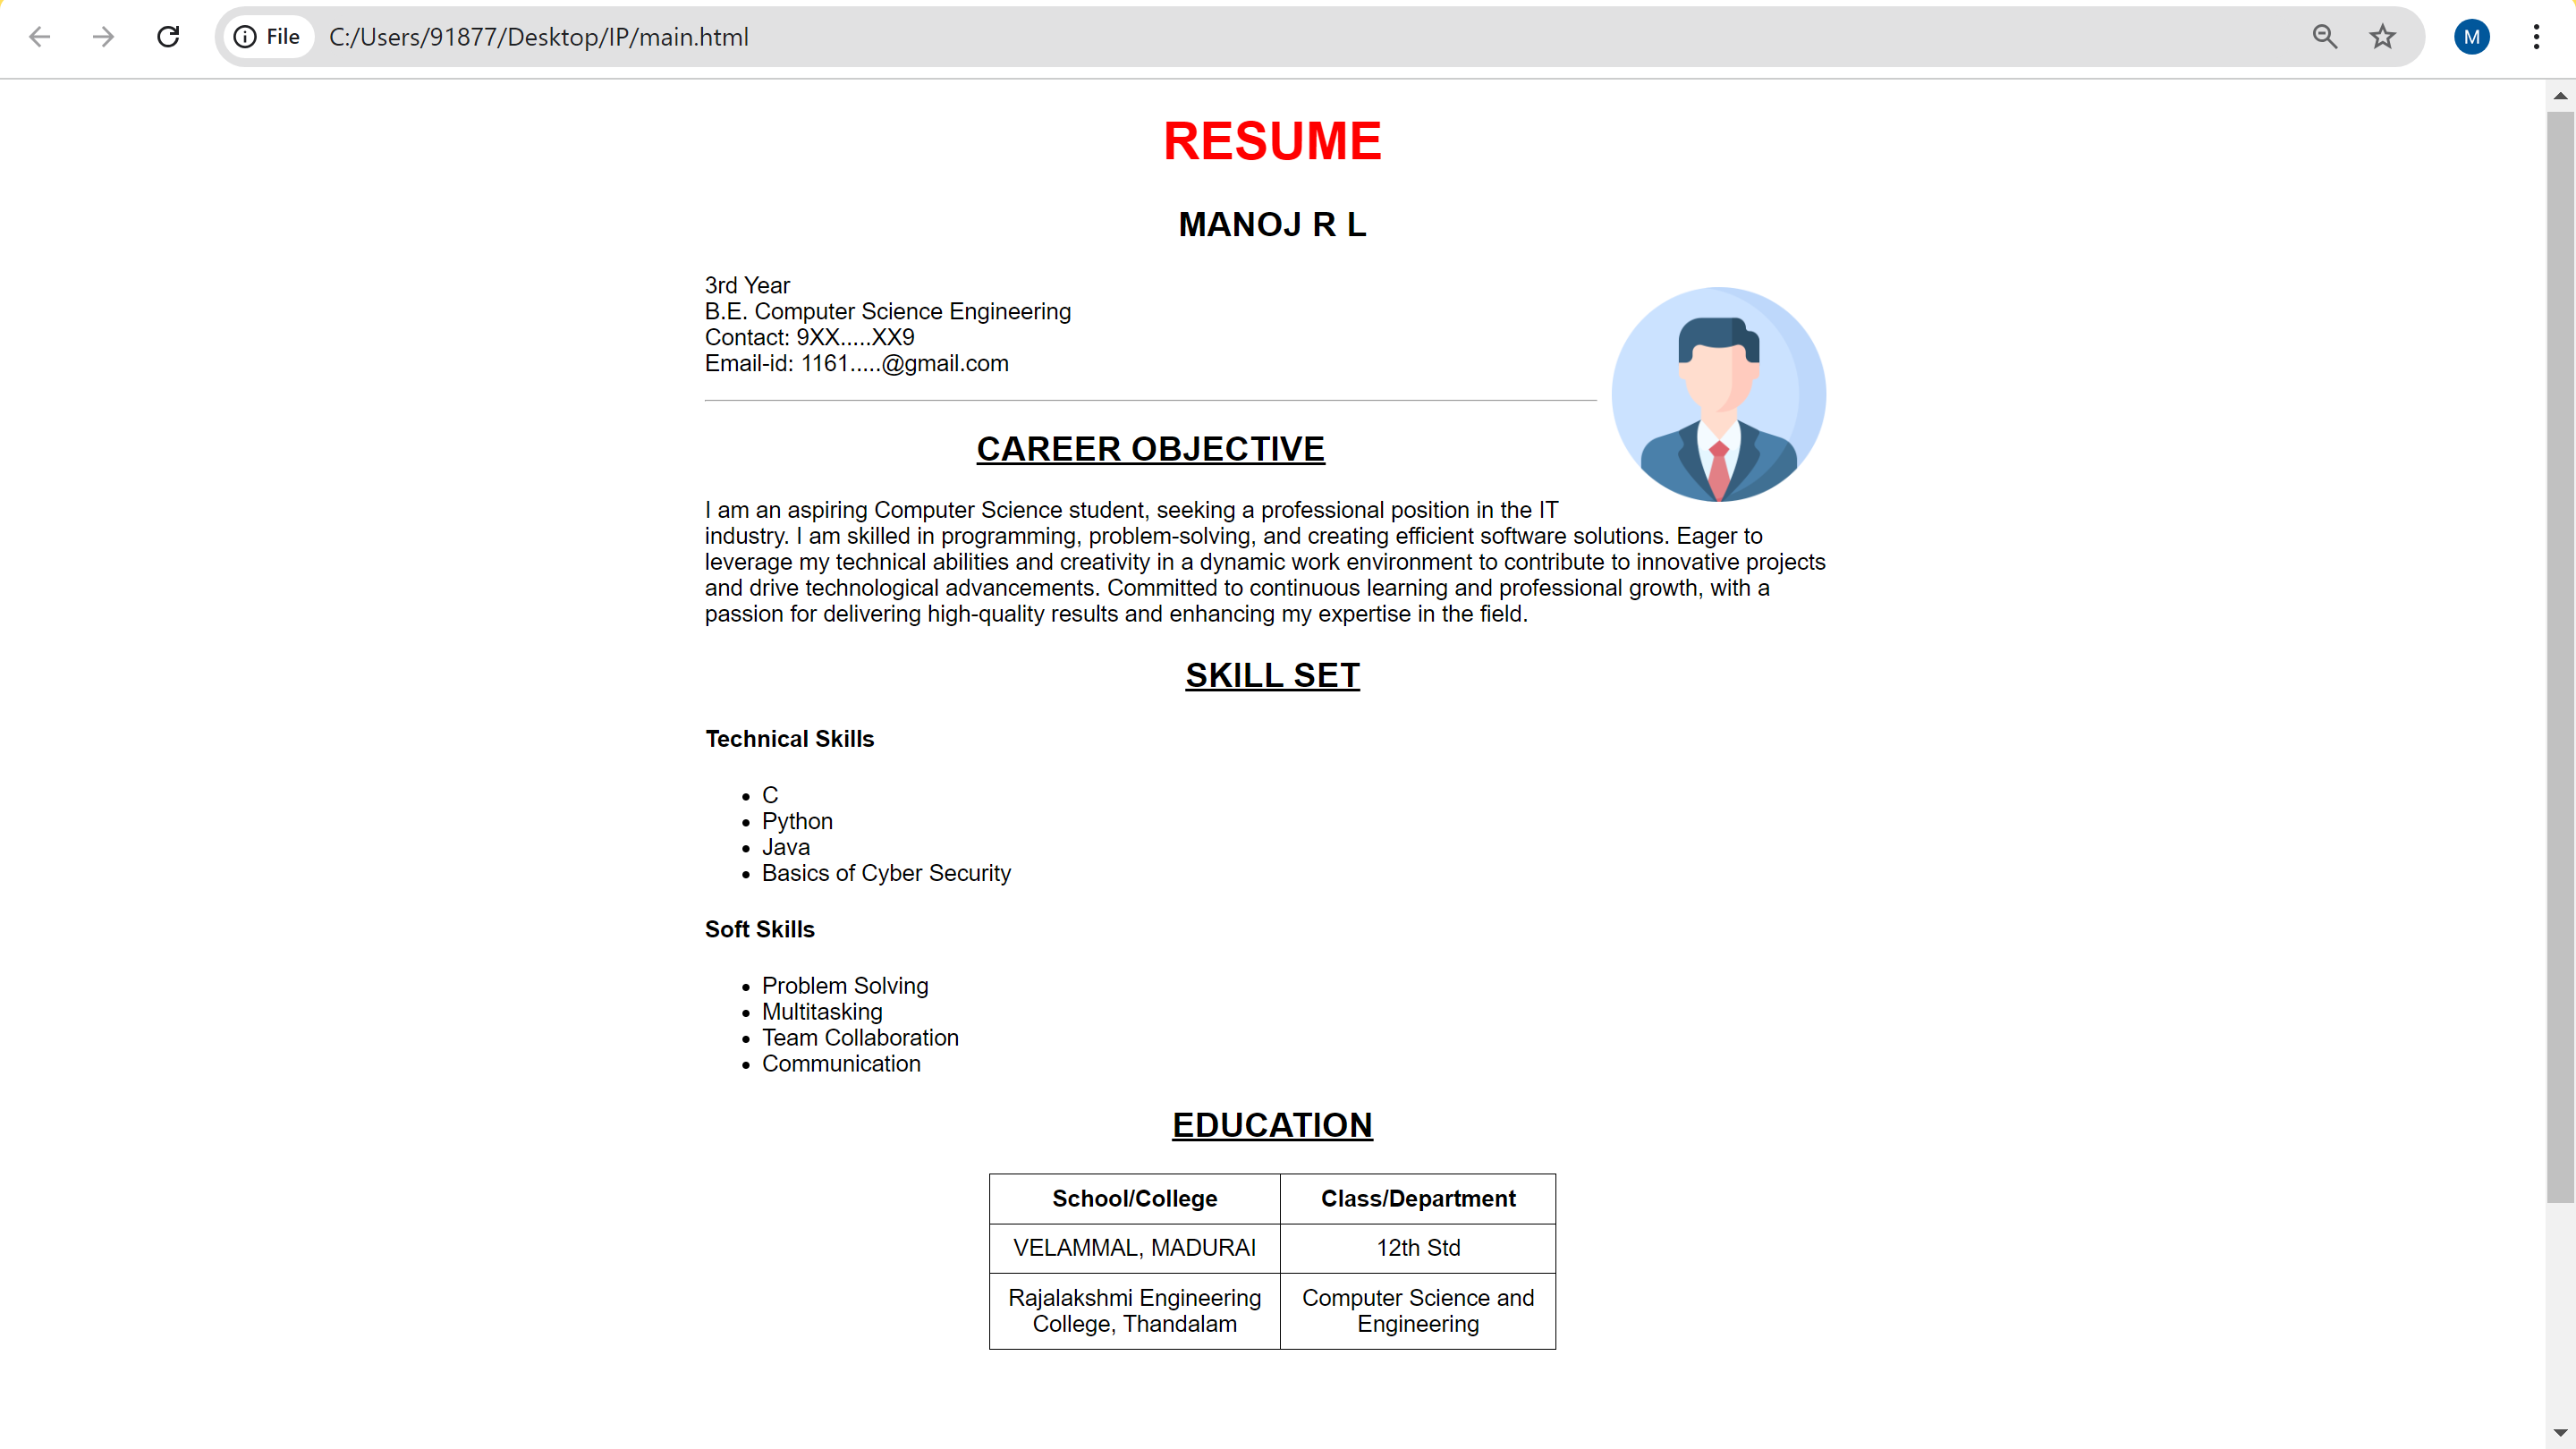 File C:/Users/91877/Desktop/IP/main.html M
RESUME
MANOJ R L
3rd Year
B.E. Computer Science Engineering
Contact: 9XX.....XX9
Email-id: 1161.....@gmail.com
CAREER OBJECTIVE
I am an aspiring Computer Science student, seeking a professional position in the IT
industry. I am skilled in programming, problem-solving, and creating efficient software solutions. Eager to
leverage my technical abilities and creativity in a dynamic work environment to contribute to innovative projects
and drive technological advancements. Committed to continuous learning and professional growth, with a
passion for delivering high-quality results and enhancing my expertise in the field.
SKILL SET
Technical Skills
• C
• Python
• Java
• Basics of Cyber Security
Soft Skills
• Problem Solving
• Multitasking
• Team Collaboration
• Communication
EDUCATION
School/College Class/Department
VELAMMAL, MADURAI 12th Std
Rajalakshmi Engineering Computer Science and
College, Thandalam Engineering